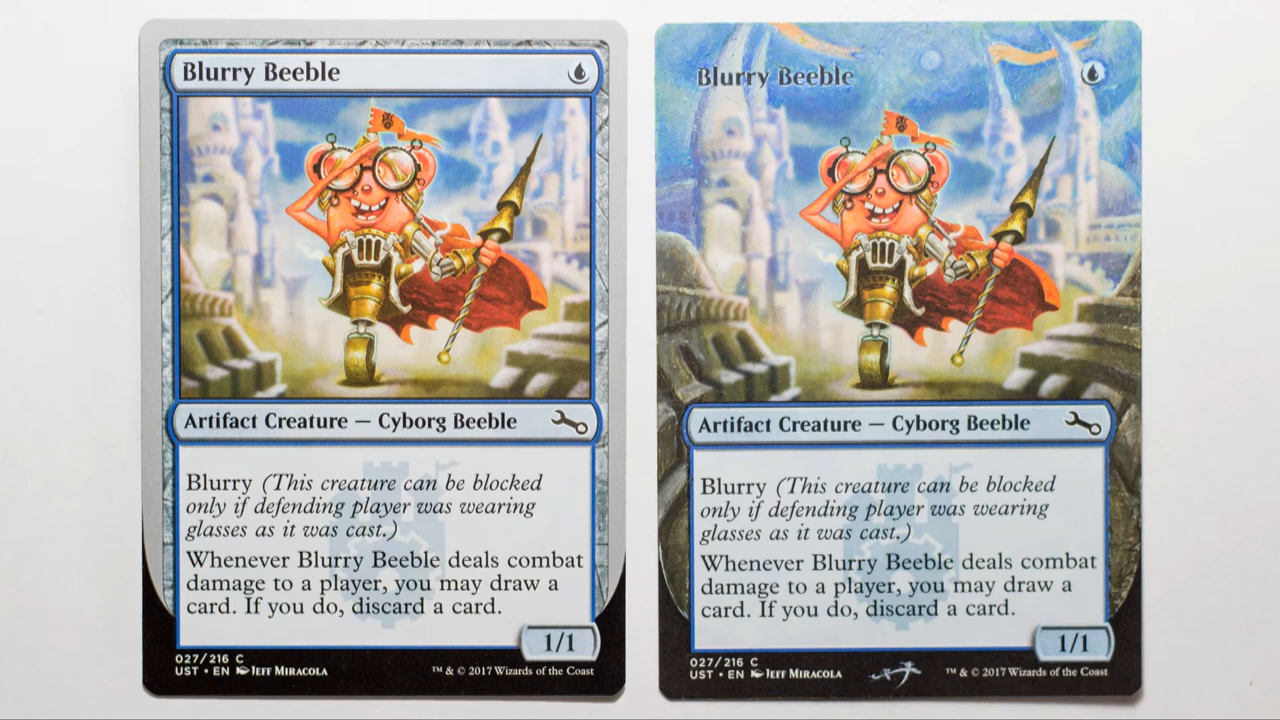 Blurry Beeble
Artifact Creature — Cyborg Beeble
Blurry (This creature can be blocked
only if defending player was wearing
glasses as it was cast.)
Whenever Blurry Beeble deals combat
damage to a player, you may draw a
card. If you do, discard a card.
1/1
027/216 C
UST • EN Jeff Miracola
™ & © 2017 Wizards of the Coast
Blurry Beeble
Artifact Creature — Cyborg Beeble
Blurry (This creature can be blocked
only if defending player was wearing
glasses as it was cast.)
Whenever Blurry Beeble deals combat
damage to a player, you may draw a
card. If you do, discard a card.
1/1
027/216 C
UST • EN Jeff Miracola
™ & © 2017 Wizards of the Coast